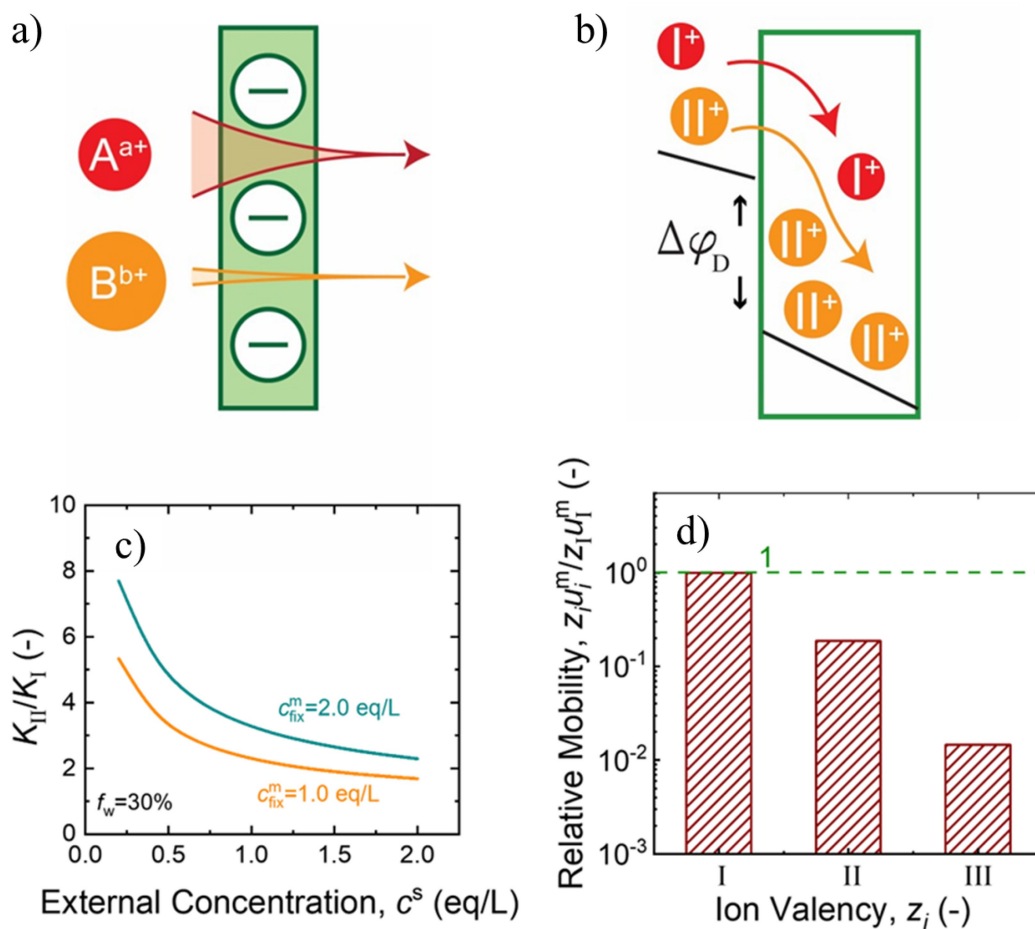 a)
A^a+
B^b+
−
−
−
b)
I+
II+
I+
II+
II+
II+
Δφ_D
c)
K_II/K_I (-)
10
8
6
4
2
0
c^m_fix=2.0 eq/L
c^m_fix=1.0 eq/L
f_w=30%
0.0 0.5 1.0 1.5 2.0
External Concentration, c^s (eq/L)
d)
Relative Mobility, z_i u_i^m/z_I u_I^m (-)
1
10^0
10^-1
10^-2
10^-3
I II III
Ion Valency, z_i (-)